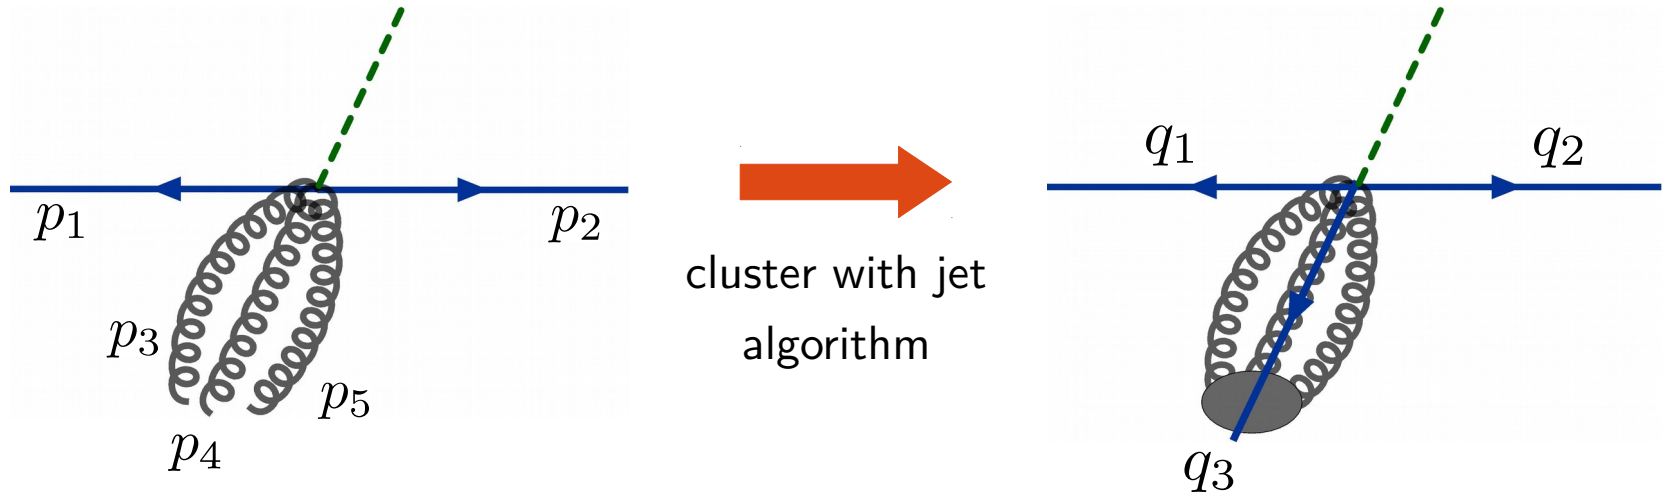 p₁
p₂
p₃
p₅
p₄
cluster with jet
algorithm
q₁
q₂
q₃